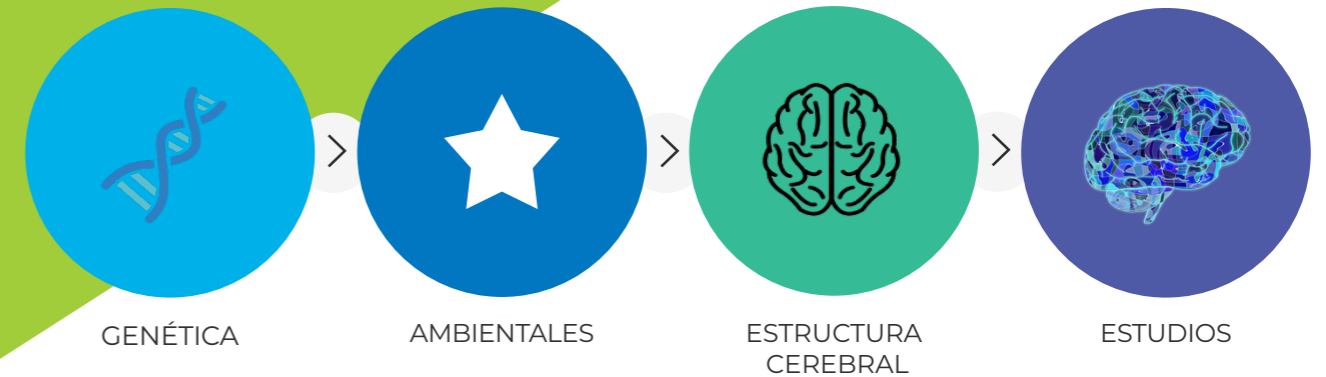 GENÉTICA
AMBIENTALES
ESTRUCTURA
CEREBRAL
ESTUDIOS